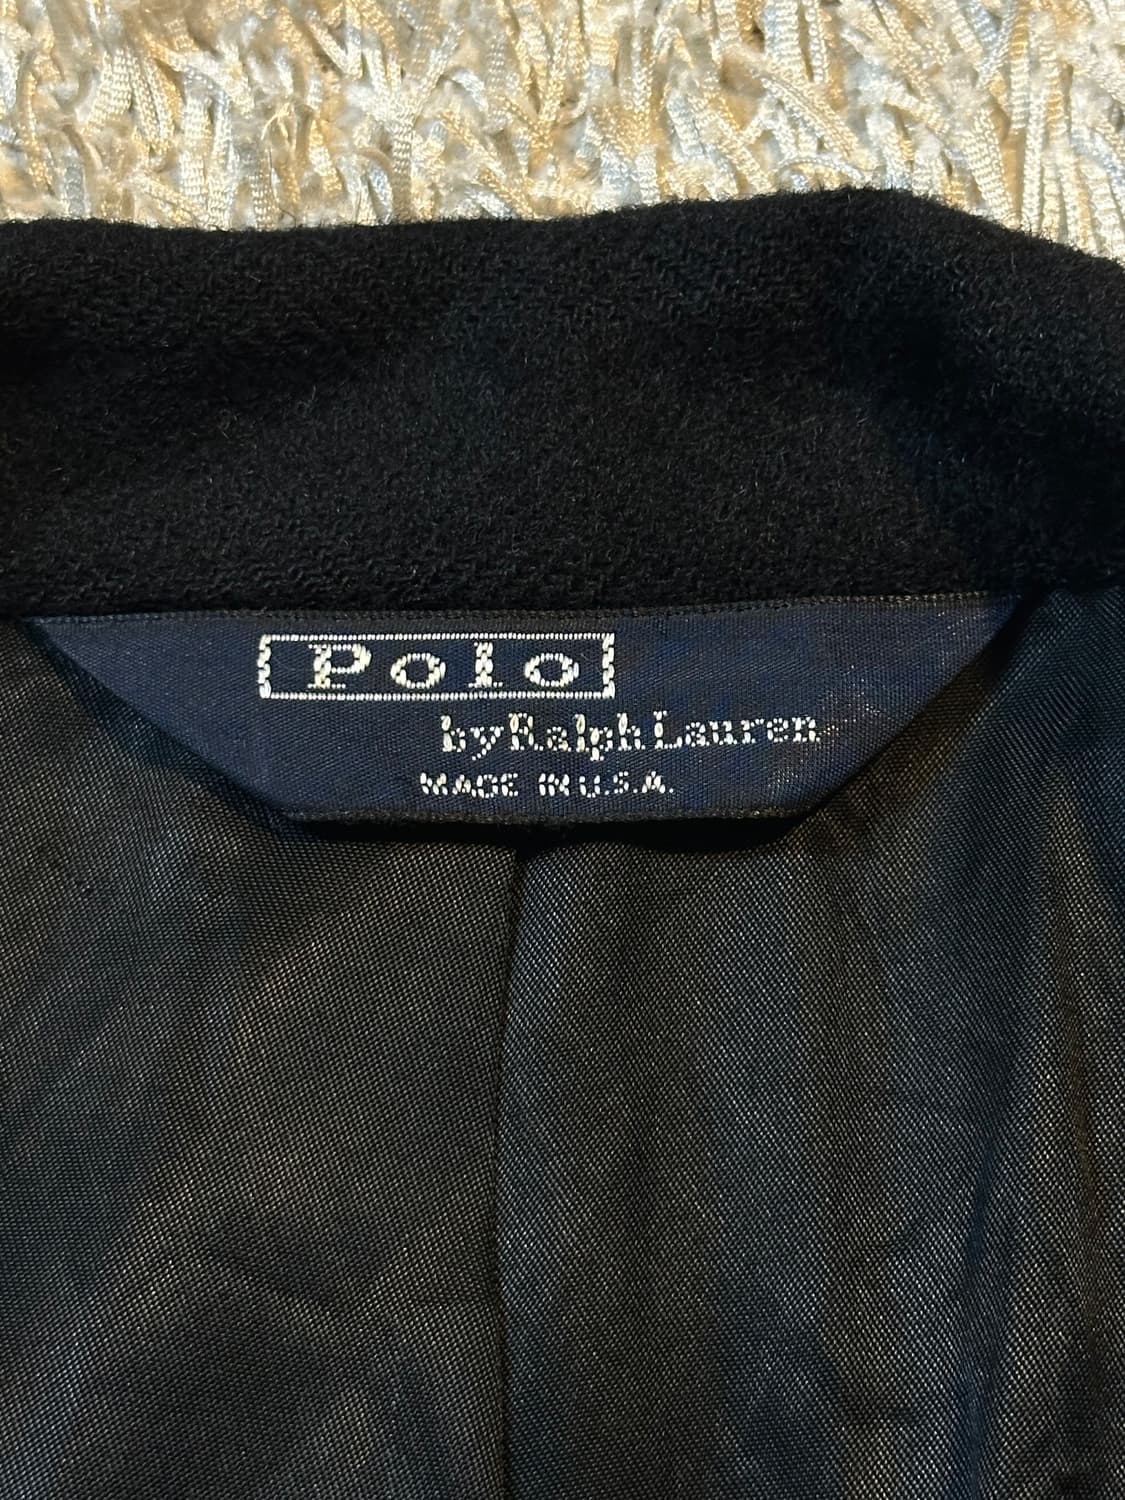 Polo
by Ralph Lauren
MADE IN U.S.A.